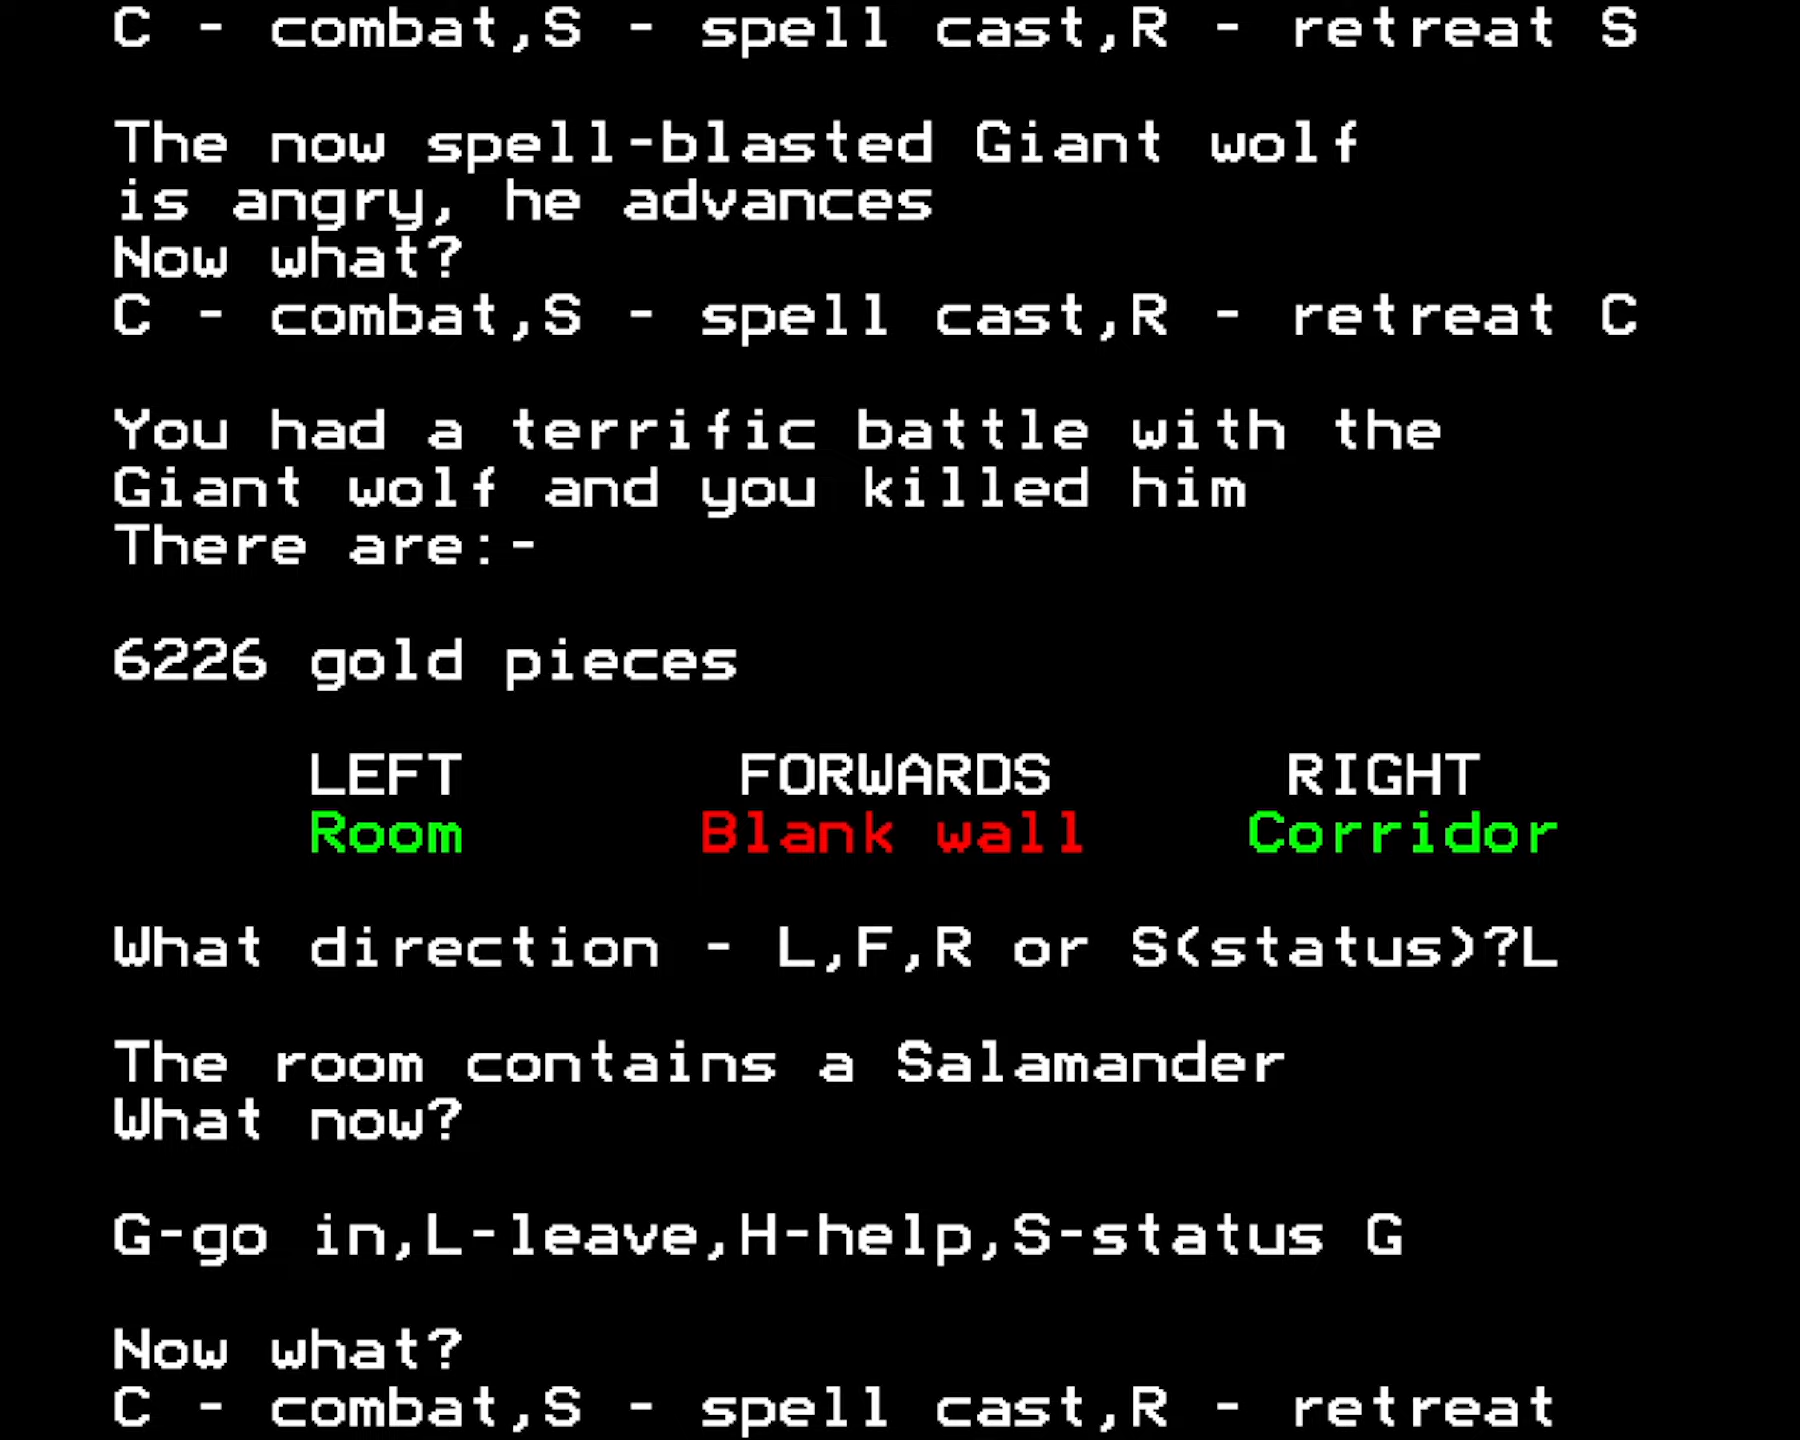 C - combat,S - spell cast,R - retreat S
The now spell-blasted Giant wolf
is angry, he advances
Now what?
C - combat,S - spell cast,R - retreat C
You had a terrific battle with the
Giant wolf and you killed him
There are:-
6226 gold pieces
LEFT FORWARDS RIGHT
Room Blank wall Corridor
What direction - L,F,R or S(status)?L
The room contains a Salamander
What now?
G-go in,L-leave,H-help,S-status G
Now what?
C - combat,S - spell cast,R - retreat